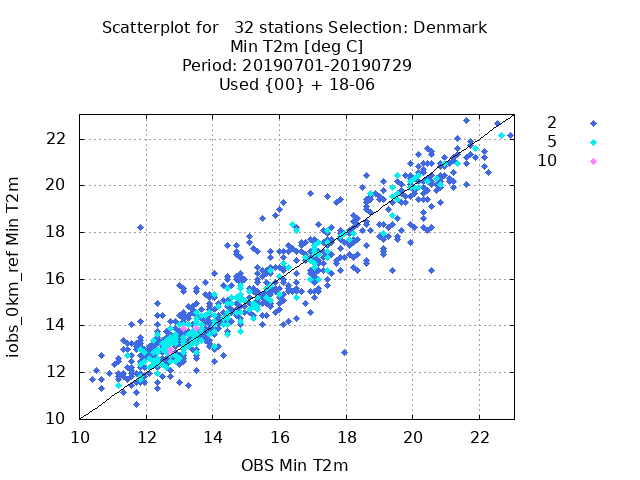 Scatterplot for 32 stations Selection: Denmark
Min T2m [deg C]
Period: 20190701-20190729
Used {00} + 18-06
2
5
10
22
20
18
16
14
12
10
iobs_0km_ref Min T2m
10 12 14 16 18 20 22
OBS Min T2m